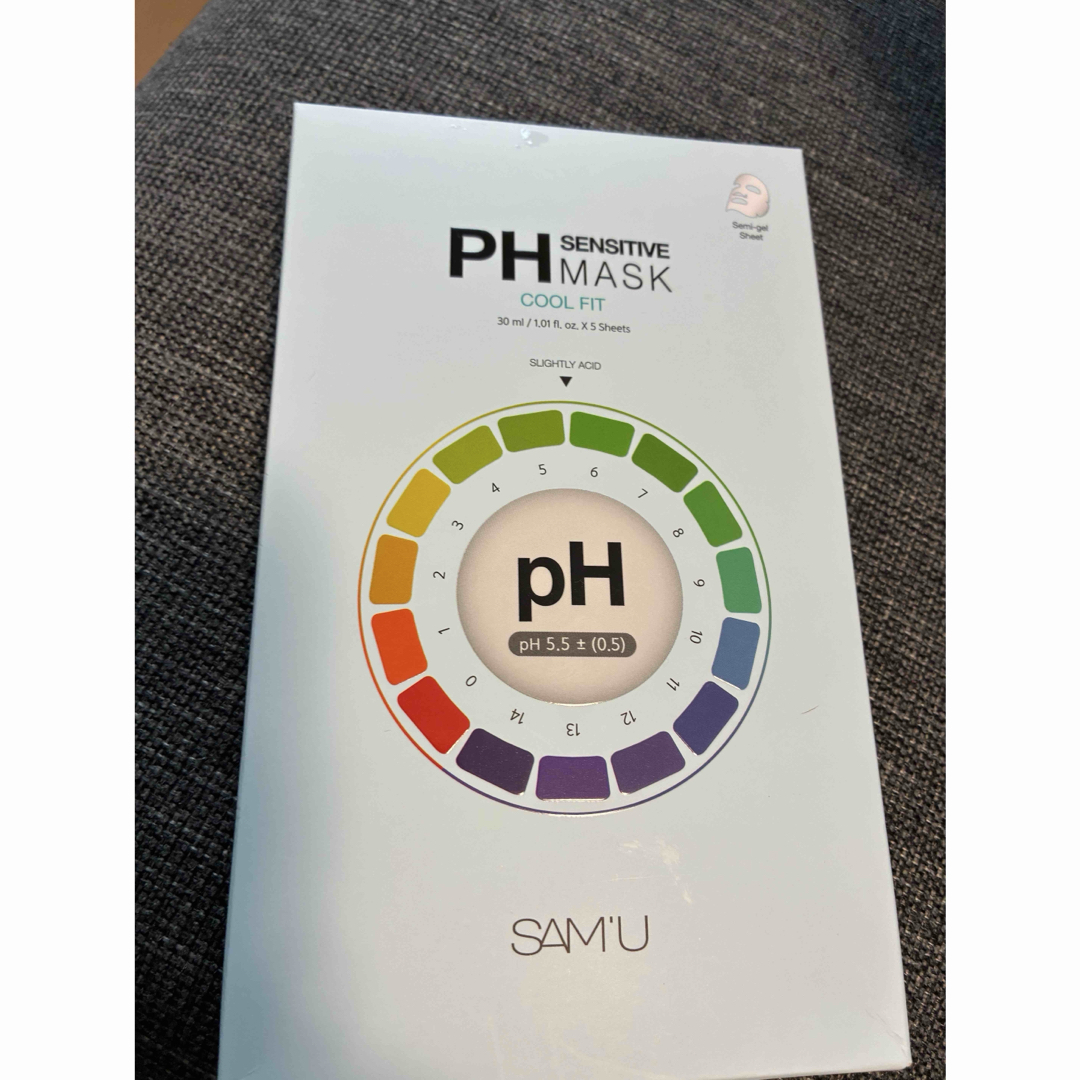 Semi-gel
Sheet
PH SENSITIVE
MASK
COOL FIT
30 ml / 1.01 fl. oz. X 5 Sheets
SLIGHTLY ACID
0
1
2
3
4
5
6
7
8
9
10
11
12
13
14
pH
pH 5.5 ± (0.5)
SAM'U